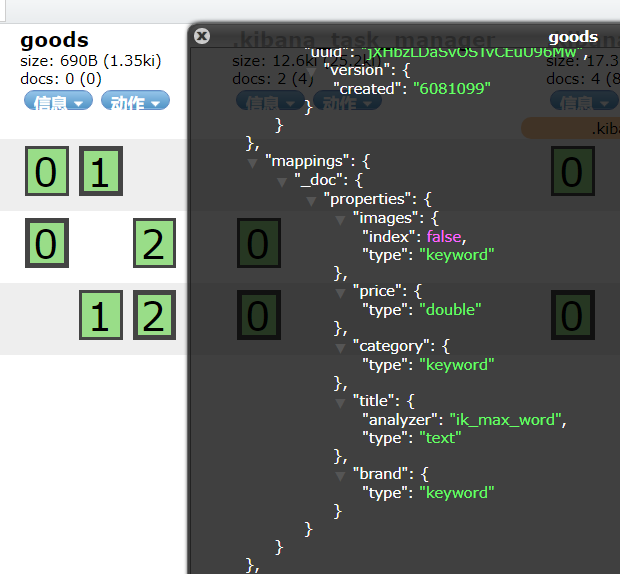 goods
size: 690B (1.35ki)
docs: 0 (0)
信息
动作
0 1
0 2
1 2
.kibana_task_manager
size: 12.6ki (25.2ki)
docs: 2 (4)
信息
动作
0
0
size: 17.3
docs: 4 (8
信息
.kiba
0
0
goods
"uuid": "jXHbzLDaSvOSTvCEuU96Mw",
"version": {
"created": "6081099"
}
}
},
"mappings": {
"_doc": {
"properties": {
"images": {
"index": false,
"type": "keyword"
},
"price": {
"type": "double"
},
"category": {
"type": "keyword"
},
"title": {
"analyzer": "ik_max_word",
"type": "text"
},
"brand": {
"type": "keyword"
}
}
}
},